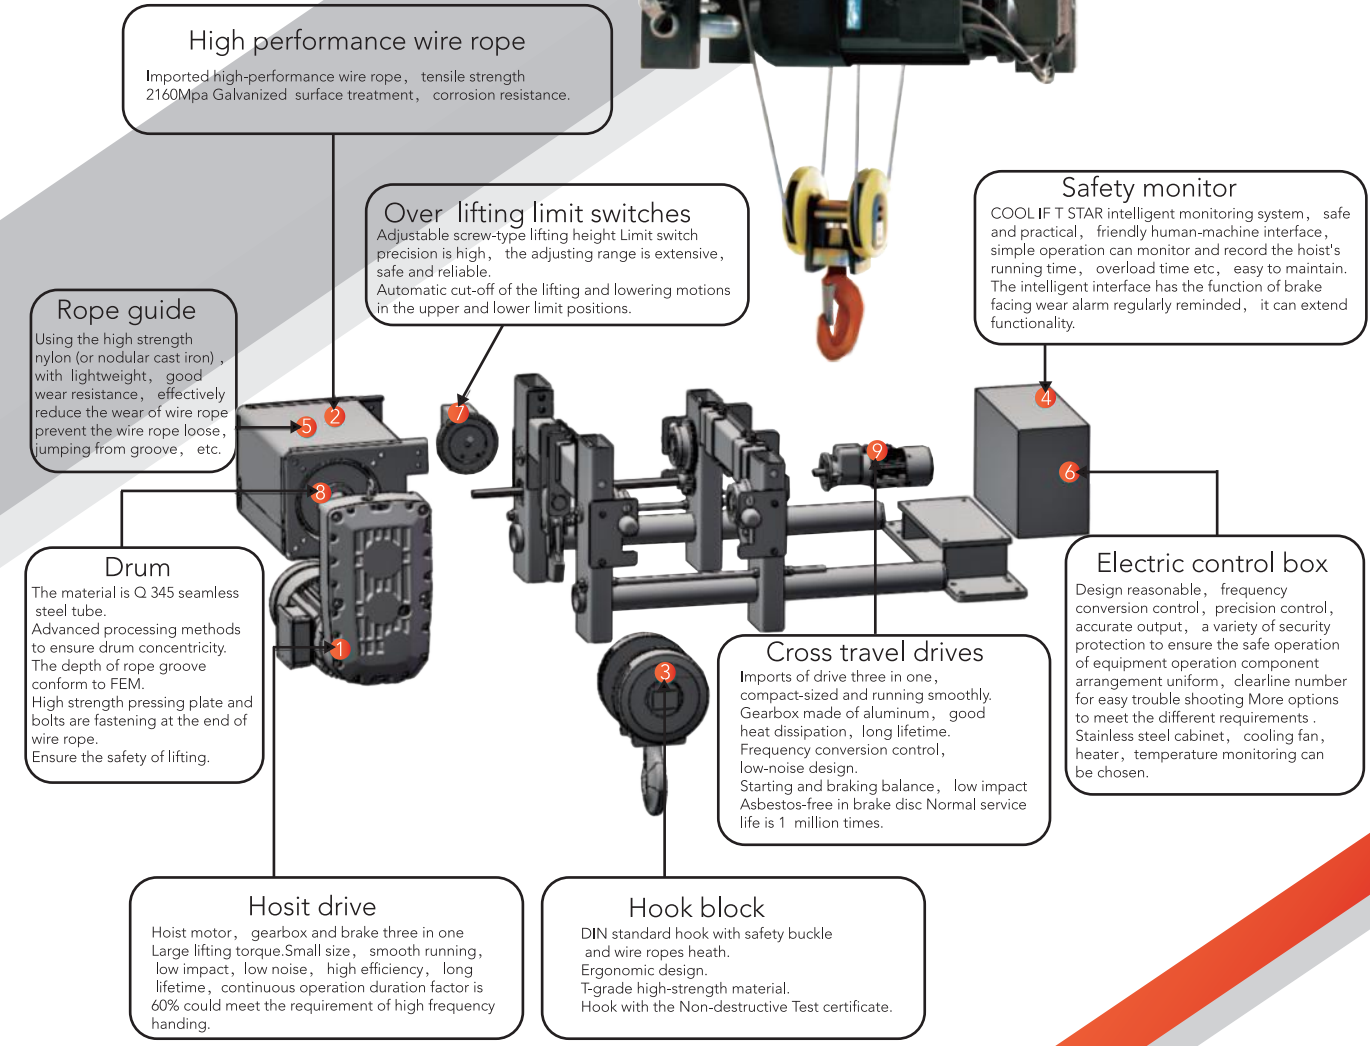 High performance wire rope
Imported high-performance wire rope， tensile strength
2160Mpa Galvanized surface treatment， corrosion resistance.
Over lifting limit switches
Adjustable screw-type lifting height Limit switch
precision is high， the adjusting range is extensive，
safe and reliable.
Automatic cut-off of the lifting and lowering motions
in the upper and lower limit positions.
Safety monitor
COOL IF T STAR intelligent monitoring system， safe
and practical， friendly human-machine interface，
simple operation can monitor and record the hoist's
running time， overload time etc， easy to maintain.
The intelligent interface has the function of brake
facing wear alarm regularly reminded， it can extend
functionality.
Rope guide
Using the high strength
nylon (or nodular cast iron) ，
with lightweight， good
wear resistance， effectively
reduce the wear of wire rope
prevent the wire rope loose，
jumping from groove， etc.
2
5
7
4
9
6
8
1
3
Drum
The material is Q 345 seamless
steel tube.
Advanced processing methods
to ensure drum concentricity.
The depth of rope groove
conform to FEM.
High strength pressing plate and
bolts are fastening at the end of
wire rope.
Ensure the safety of lifting.
Electric control box
Design reasonable， frequency
conversion control，precision control，
accurate output， a variety of security
protection to ensure the safe operation
of equipment operation component
arrangement uniform，clearline number
for easy trouble shooting More options
to meet the different requirements .
Stainless steel cabinet， cooling fan，
heater，temperature monitoring can
be chosen.
Cross travel drives
Imports of drive three in one，
compact-sized and running smoothly.
Gearbox made of aluminum， good
heat dissipation，long lifetime.
Frequency conversion control，
low-noise design.
Starting and braking balance， low impact
Asbestos-free in brake disc Normal service
life is 1 million times.
Hosit drive
Hoist motor， gearbox and brake three in one
Large lifting torque.Small size， smooth running，
low impact，low noise， high efficiency， long
lifetime，continuous operation duration factor is
60% could meet the requirement of high frequency
handing.
Hook block
DIN standard hook with safety buckle
and wire ropes heath.
Ergonomic design.
T-grade high-strength material.
Hook with the Non-destructive Test certificate.